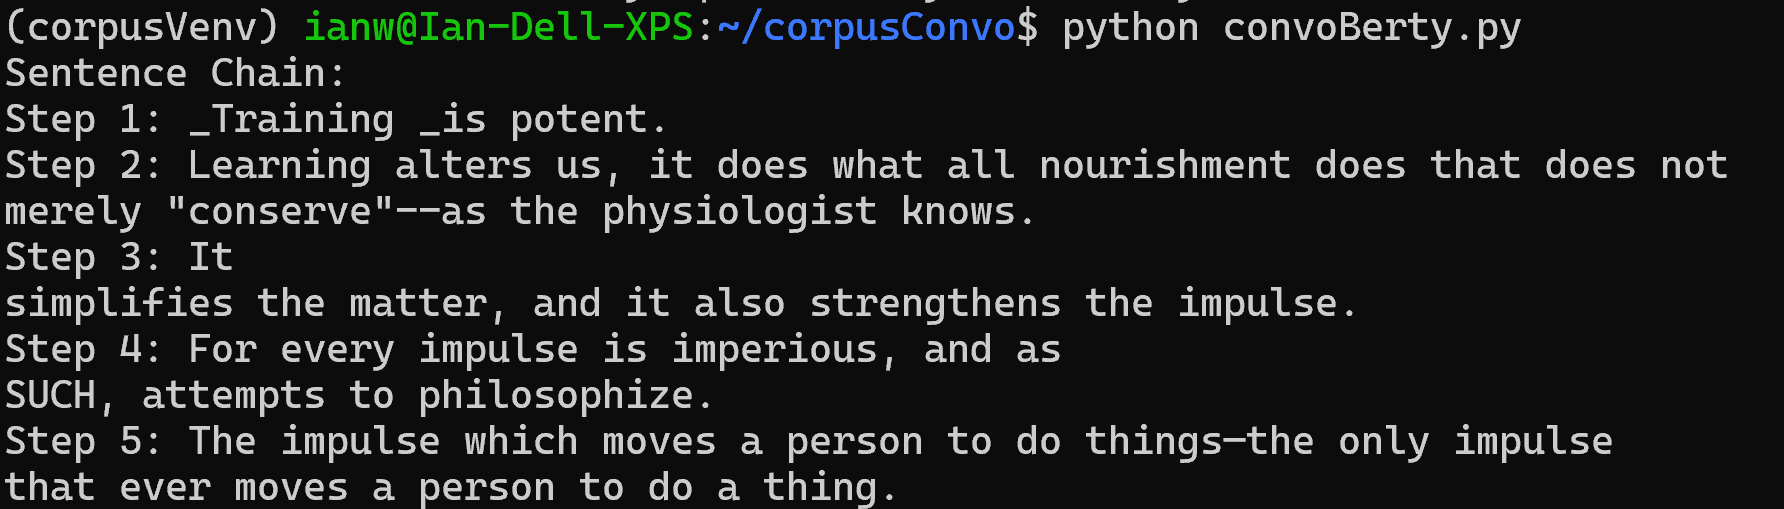 (corpusVenv) ianw@Ian-Dell-XPS:~/corpusConvo$ python convoBerty.py
Sentence Chain:
Step 1: _Training _is potent.
Step 2: Learning alters us, it does what all nourishment does that does not
merely "conserve"--as the physiologist knows.
Step 3: It
simplifies the matter, and it also strengthens the impulse.
Step 4: For every impulse is imperious, and as
SUCH, attempts to philosophize.
Step 5: The impulse which moves a person to do things—the only impulse
that ever moves a person to do a thing.